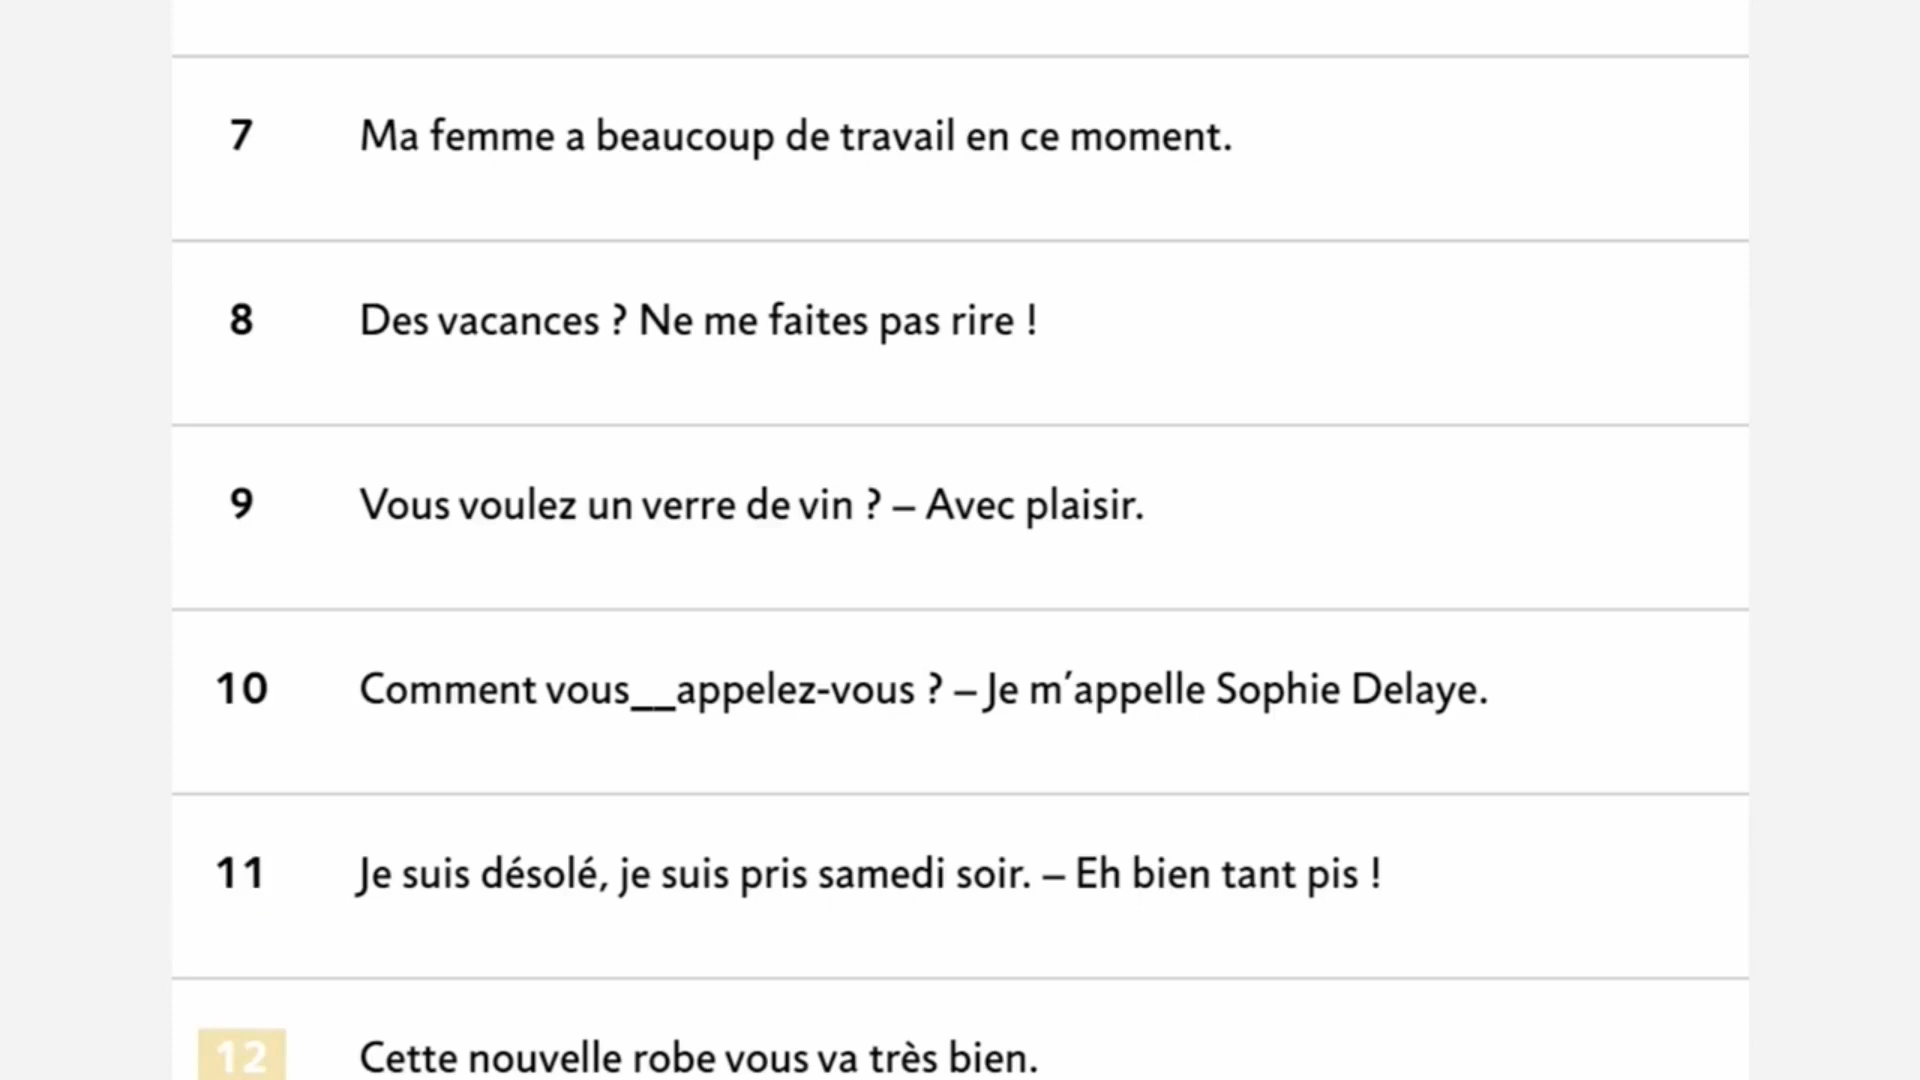 7 Ma femme a beaucoup de travail en ce moment.
8 Des vacances ? Ne me faites pas rire !
9 Vous voulez un verre de vin ? – Avec plaisir.
10 Comment vous__appelez-vous ? – Je m´appelle Sophie Delaye.
11 Je suis désolé, je suis pris samedi soir. – Eh bien tant pis !
12 Cette nouvelle robe vous va très bien.